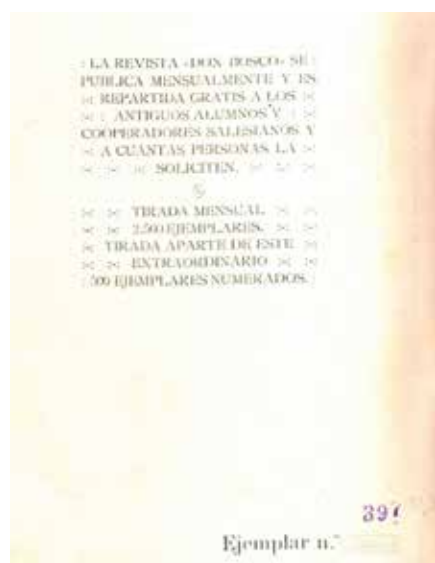 : LA REVISTA «DON BOSCO» SE :
PUBLICA MENSUALMENTE Y ES
REPARTIDA GRATIS A LOS
: ANTIGUOS ALUMNOS Y :
COOPERADORES SALESIANOS Y
A CUANTAS PERSONAS LA
SOLICITEN.
TIRADA MENSUAL
2.500 EJEMPLARES.
TIRADA APARTE DE ESTE
EXTRAORDINARIO
: 500 EJEMPLARES NUMERADOS. :
397
Ejemplar n.°